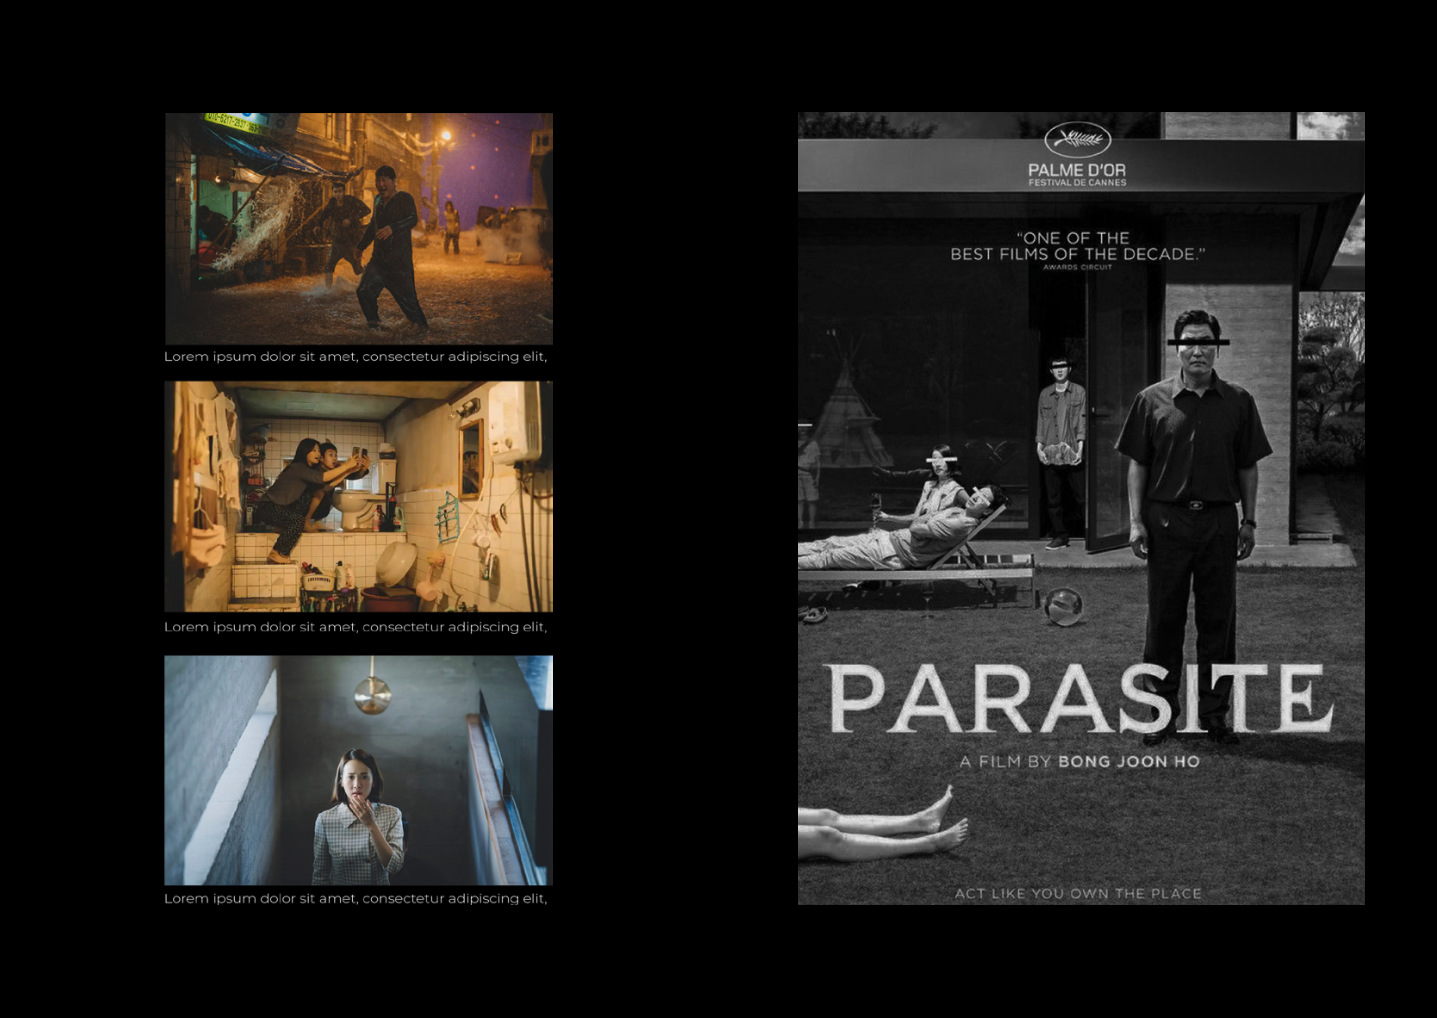 Lorem ipsum dolor sit amet, consectetur adipiscing elit,
Lorem ipsum dolor sit amet, consectetur adipiscing elit,
Lorem ipsum dolor sit amet, consectetur adipiscing elit,
PALME D'OR
FESTIVAL DE CANNES
“ONE OF THE
BEST FILMS OF THE DECADE.”
AWARDS CIRCUIT
PARASITE
A FILM BY BONG JOON HO
ACT LIKE YOU OWN THE PLACE